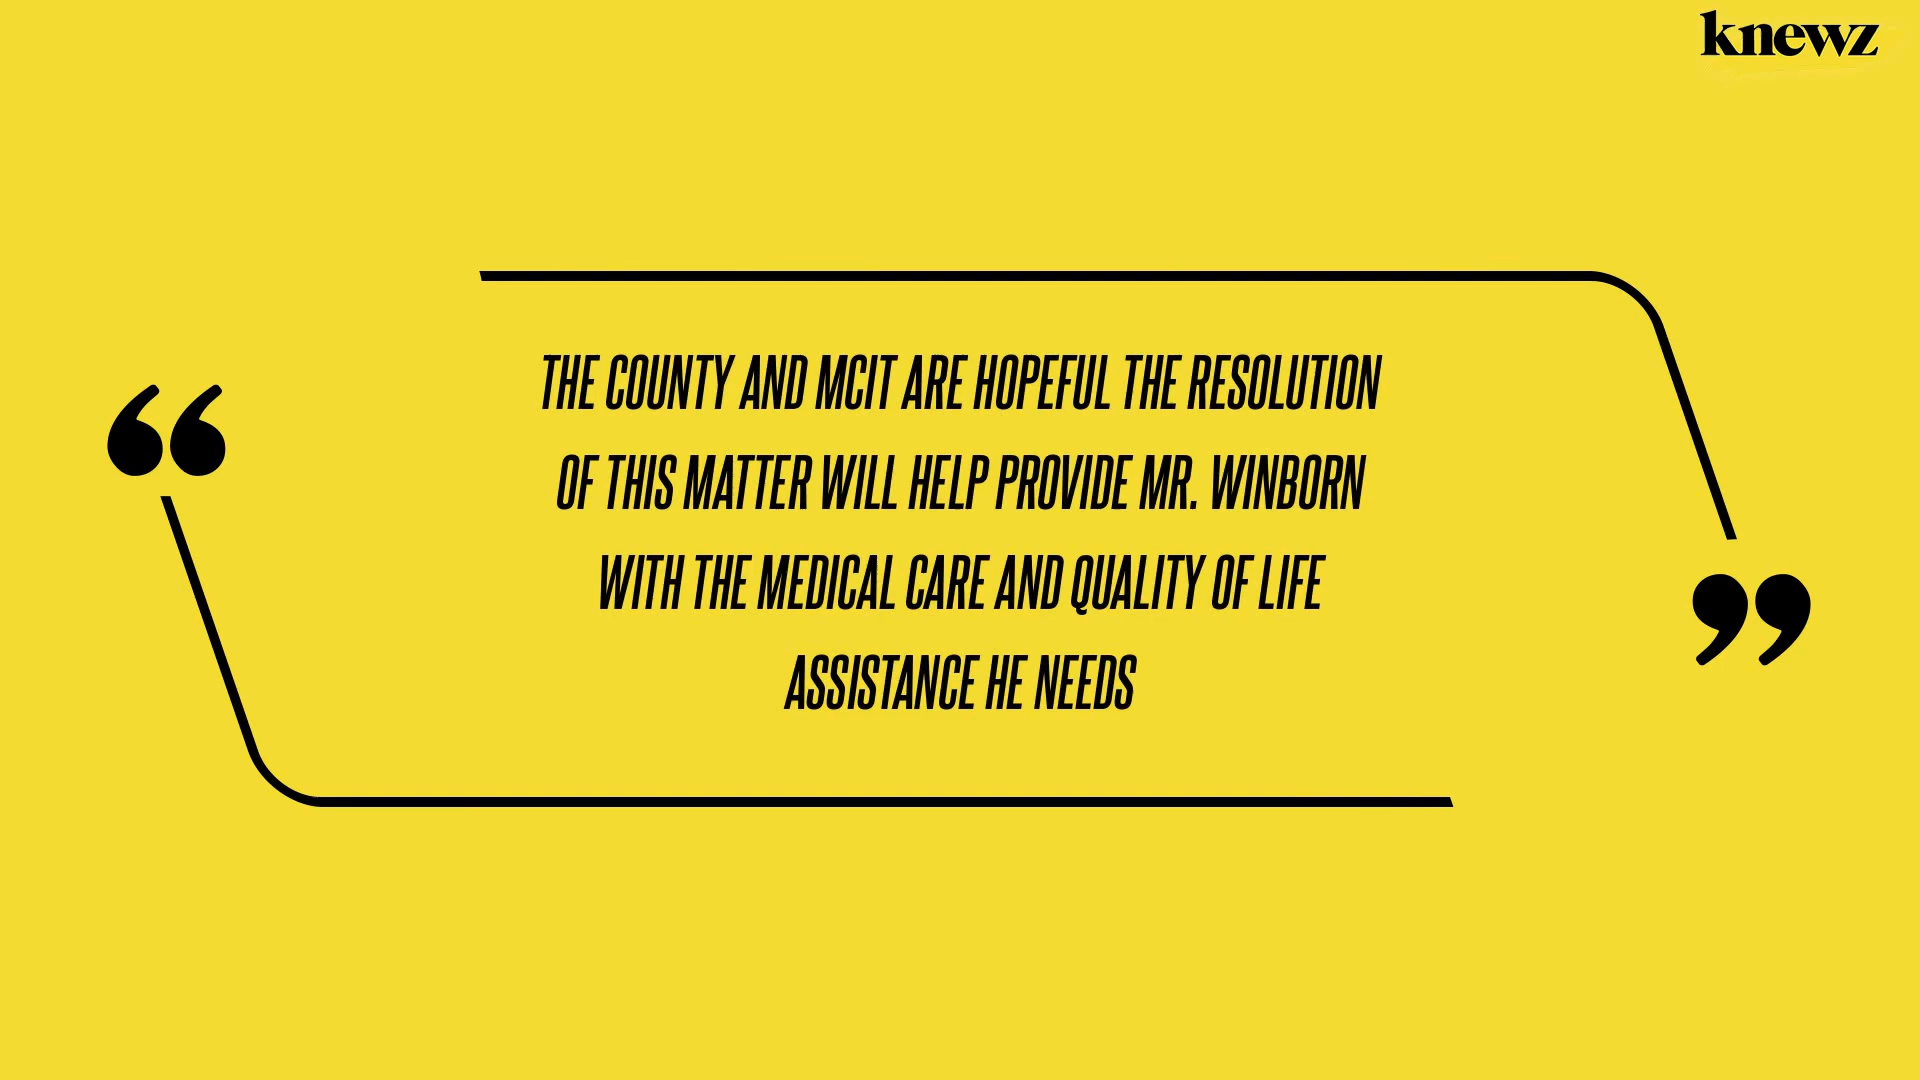 knewz
“
THE COUNTY AND MCIT ARE HOPEFUL THE RESOLUTION
OF THIS MATTER WILL HELP PROVIDE MR. WINBORN
WITH THE MEDICAL CARE AND QUALITY OF LIFE
ASSISTANCE HE NEEDS
”